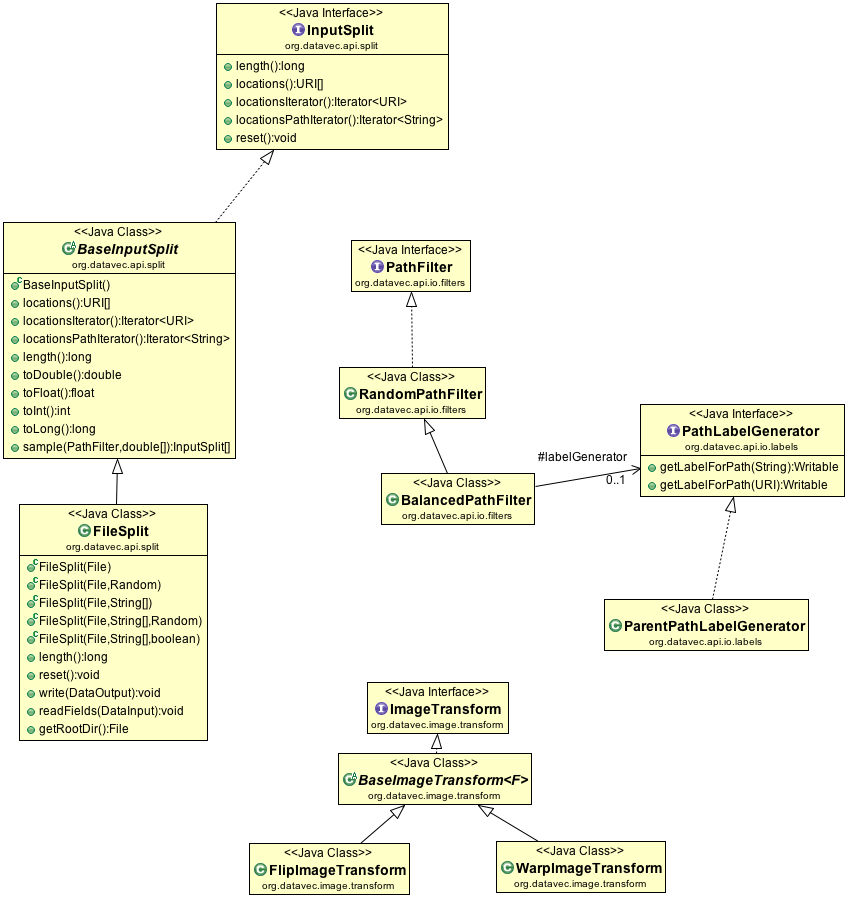 <<Java Interface>>
InputSplit
org.datavec.api.split
length():long
locations():URI[]
locationsIterator():Iterator<URI>
locationsPathIterator():Iterator<String>
reset():void
<<Java Class>>
BaseInputSplit
org.datavec.api.split
BaseInputSplit()
locations():URI[]
locationsIterator():Iterator<URI>
locationsPathIterator():Iterator<String>
length():long
toDouble():double
toFloat():float
toInt():int
toLong():long
sample(PathFilter,double[]):InputSplit[]
<<Java Class>>
FileSplit
org.datavec.api.split
FileSplit(File)
FileSplit(File,Random)
FileSplit(File,String[])
FileSplit(File,String[],Random)
FileSplit(File,String[],boolean)
length():long
reset():void
write(DataOutput):void
readFields(DataInput):void
getRootDir():File
<<Java Interface>>
PathFilter
org.datavec.api.io.filters
<<Java Class>>
RandomPathFilter
org.datavec.api.io.filters
<<Java Class>>
BalancedPathFilter
org.datavec.api.io.filters
#labelGenerator
0..1
<<Java Interface>>
PathLabelGenerator
org.datavec.api.io.labels
getLabelForPath(String):Writable
getLabelForPath(URI):Writable
<<Java Class>>
ParentPathLabelGenerator
org.datavec.api.io.labels
<<Java Interface>>
ImageTransform
org.datavec.image.transform
<<Java Class>>
BaseImageTransform<F>
org.datavec.image.transform
<<Java Class>>
FlipImageTransform
org.datavec.image.transform
<<Java Class>>
WarpImageTransform
org.datavec.image.transform